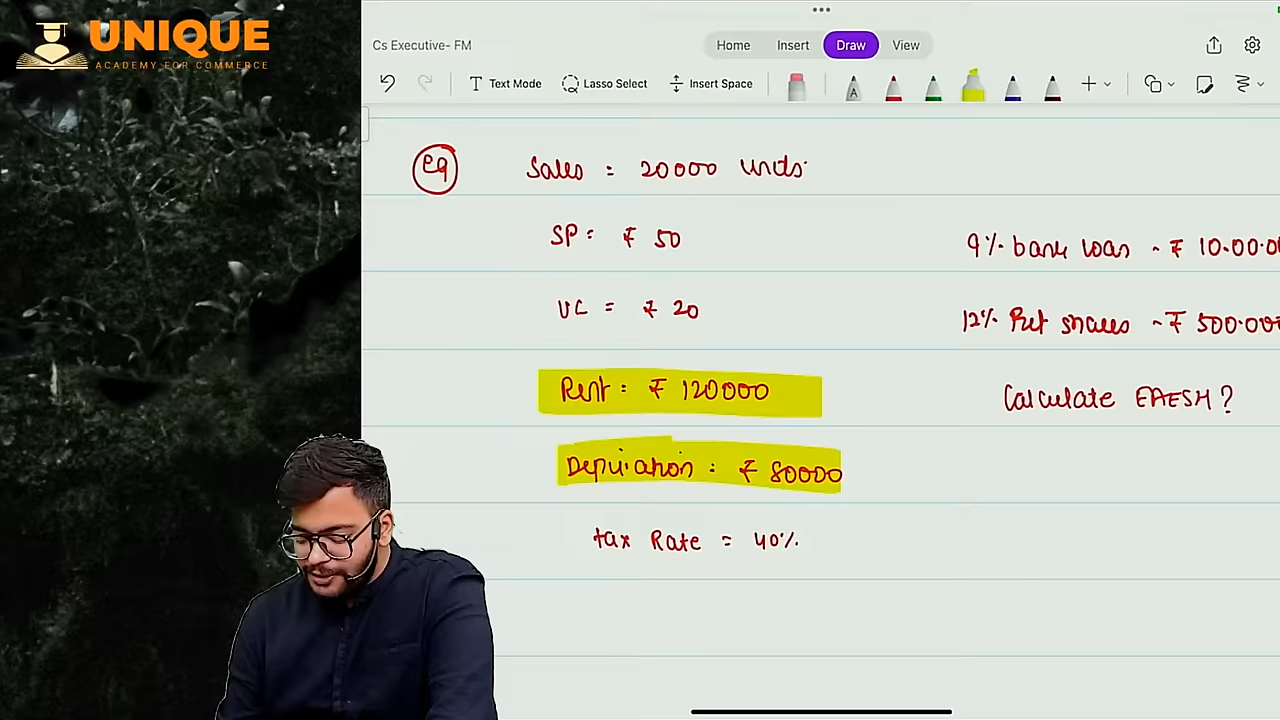 UNIQUE
ACADEMY FOR COMMERCE
Cs Executive- FM
Home Insert Draw View
Text Mode Lasso Select Insert Space
A
eg Sales = 20000 units
SP = ₹ 50
9% bank loan - ₹ 10.00.00
VC = ₹ 20
12% Pref shares - ₹ 500.000
Rent = ₹ 120000
Calculate EAESH?
Depriation = ₹ 80000
tax Rate = 40%